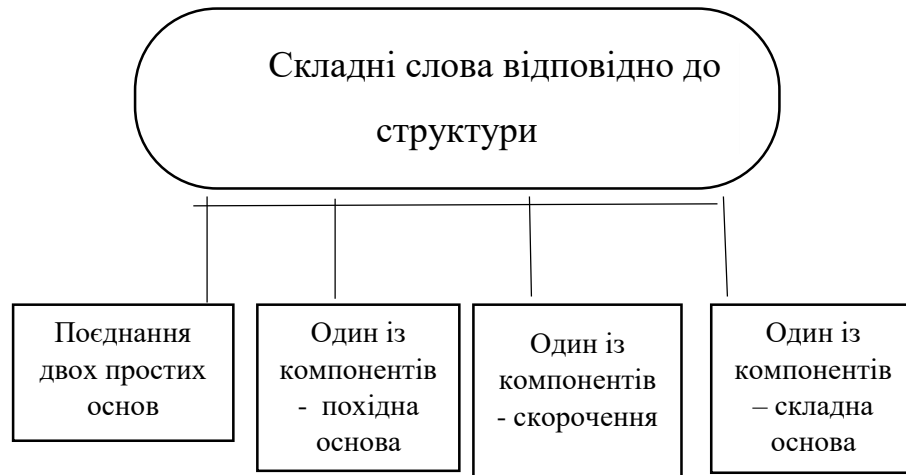 Складні слова відповідно до
структури
Поєднання
двох простих
основ
Один із
компонентів
- похідна
основа
Один із
компонентів
- скорочення
Один із
компонентів
– складна
основа